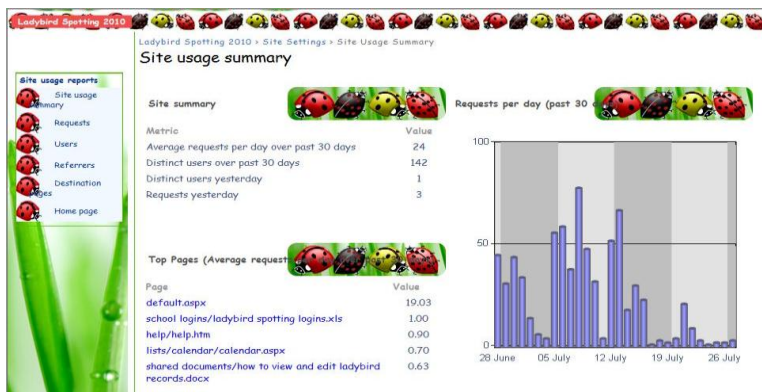 Ladybird Spotting 2010
Ladybird Spotting 2010 > Site Settings > Site Usage Summary
Site usage summary
Site usage reports
Site usage
Requests
Users
Referrers
Destination
Home page
Site summary
Metric Value
Average requests per day over past 30 days 24
Distinct users over past 30 days 142
Distinct users yesterday 1
Requests yesterday 3
Top Pages (Average request
Page Value
default.aspx 19.03
school logins/ladybird spotting logins.xls 1.00
help/help.htm 0.90
lists/calendar/calendar.aspx 0.70
shared documents/how to view and edit ladybird 0.63
records.docx
Requests per day (past 30
100
50
0
28 June 05 July 12 July 19 July 26 July